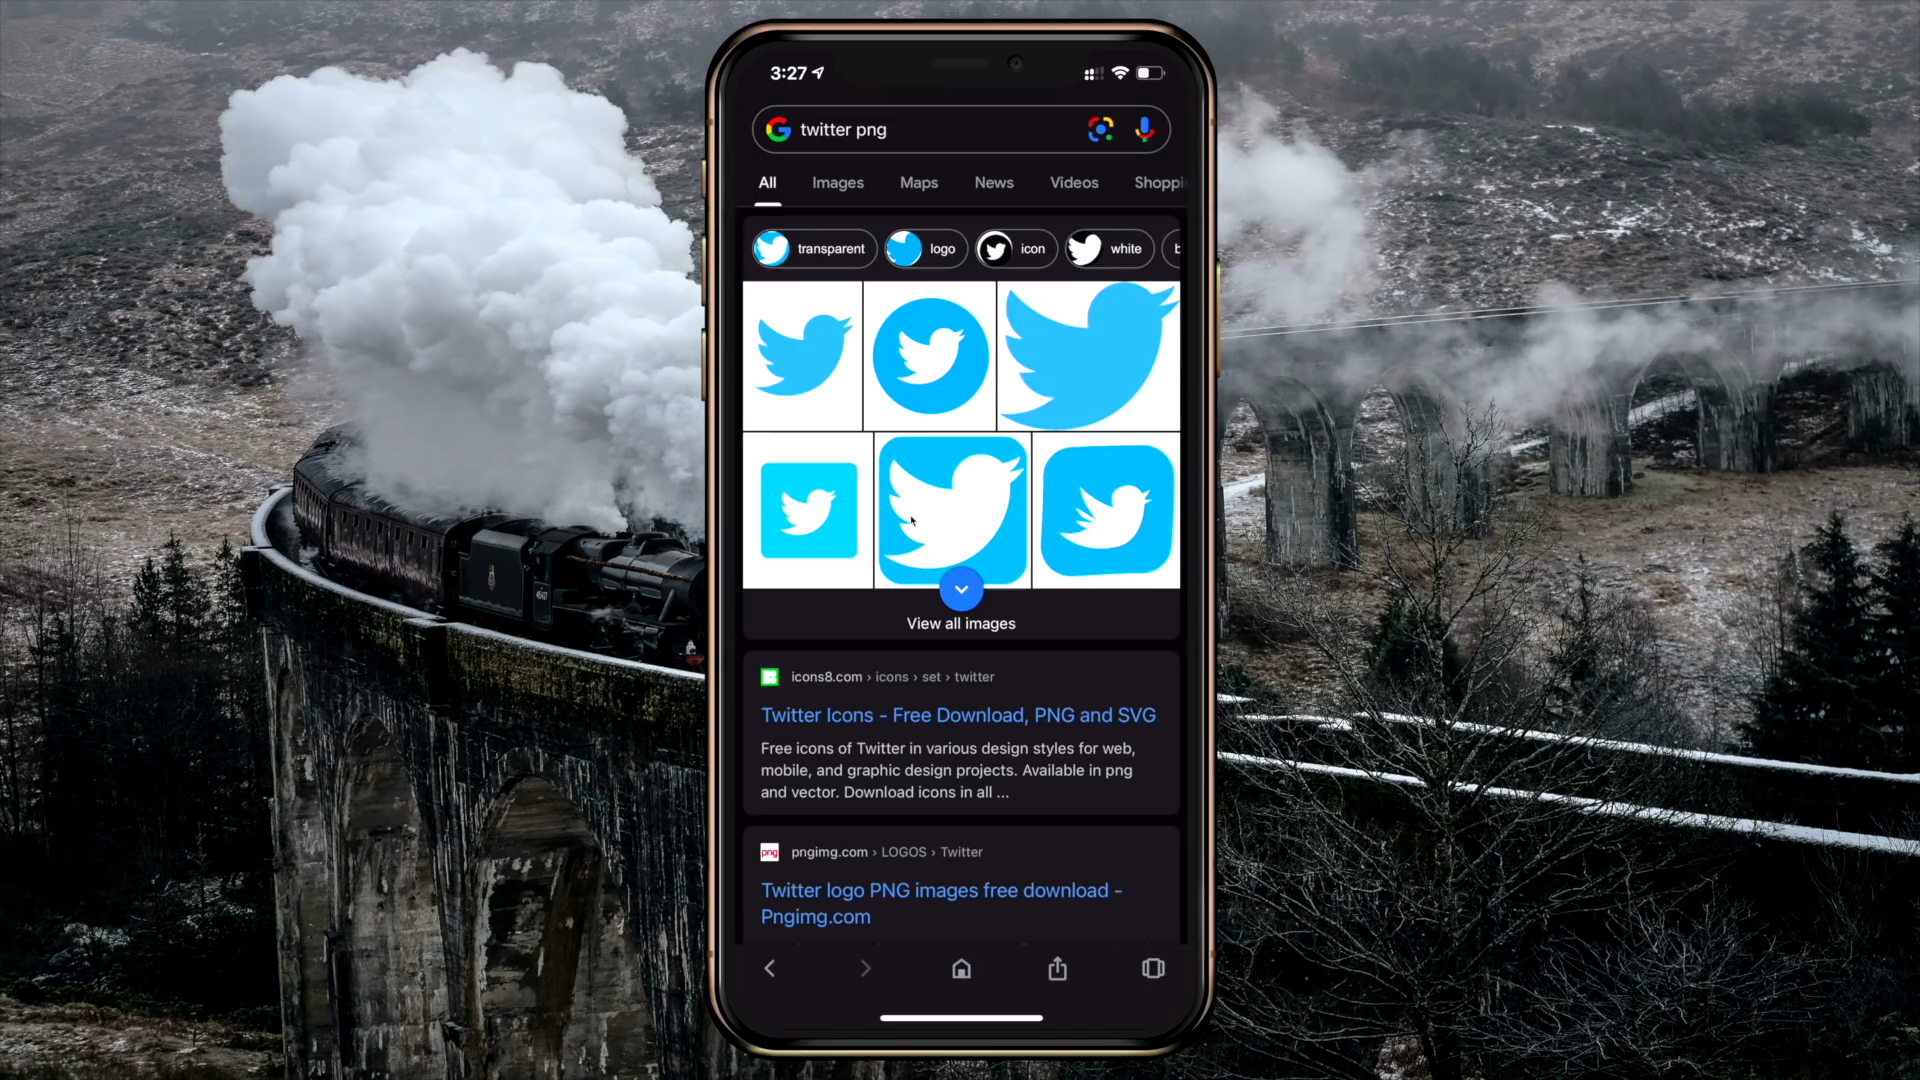 3:27
twitter png
All Images Maps News Videos Shoppi
transparent logo icon white b
View all images
icons8.com › icons › set › twitter
Twitter Icons - Free Download, PNG and SVG
Free icons of Twitter in various design styles for web,
mobile, and graphic design projects. Available in png
and vector. Download icons in all ...
png
pngimg.com › LOGOS › Twitter
Twitter logo PNG images free download -
Pngimg.com